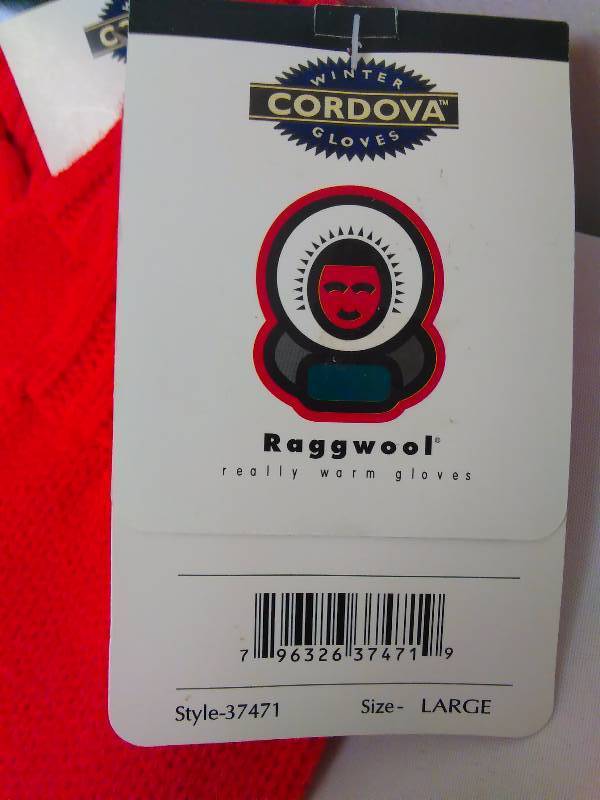 WINTER
CORDOVA™
GLOVES
Raggwool®
really warm gloves
7 96326 37471 9
Style-37471 Size- LARGE